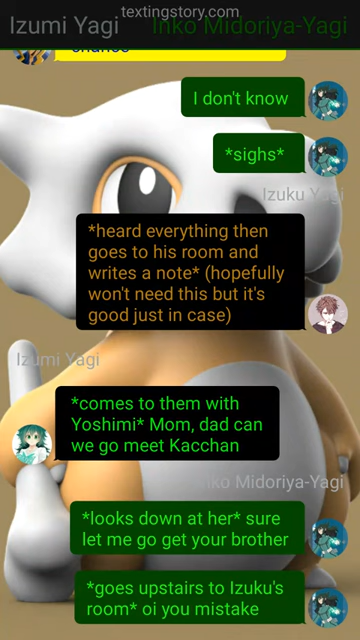 textingstory.com
Izumi Yagi
Inko Midoriya-Yagi
I don't know
*sighs*
Izuku Yagi
*heard everything then
goes to his room and
writes a note* (hopefully
won't need this but it's
good just in case)
Izumi Yagi
*comes to them with
Yoshimi* Mom, dad can
we go meet Kacchan
Inko Midoriya-Yagi
*looks down at her* sure
let me go get your brother
*goes upstairs to Izuku's
room* oi you mistake